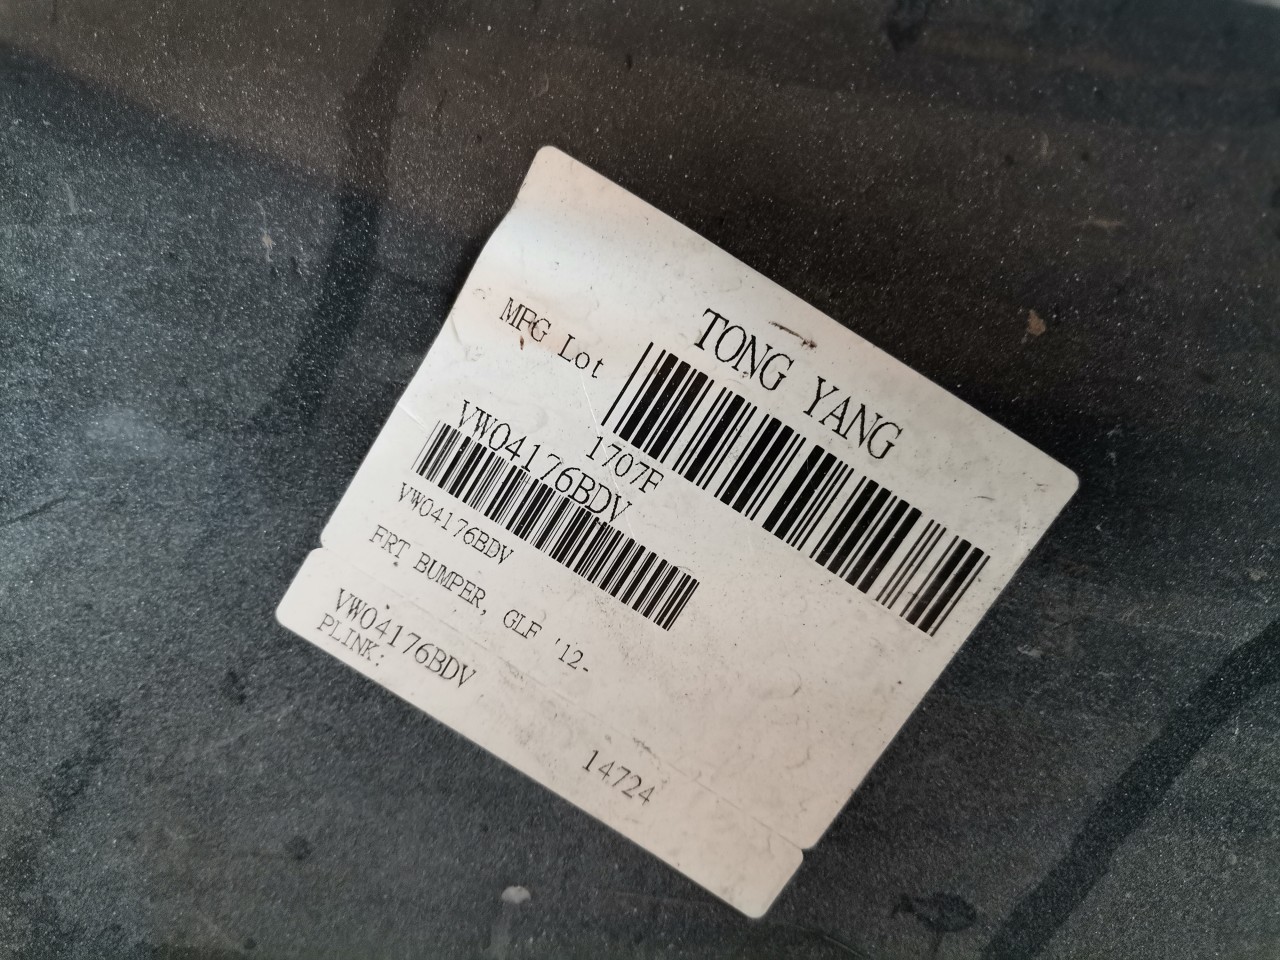 TONG YANG
MFG Lot
1707F
VW04176BDV
VW04176BDV
FRT BUMPER, GLF '12-
VW04176BDV
PLINK:
14724